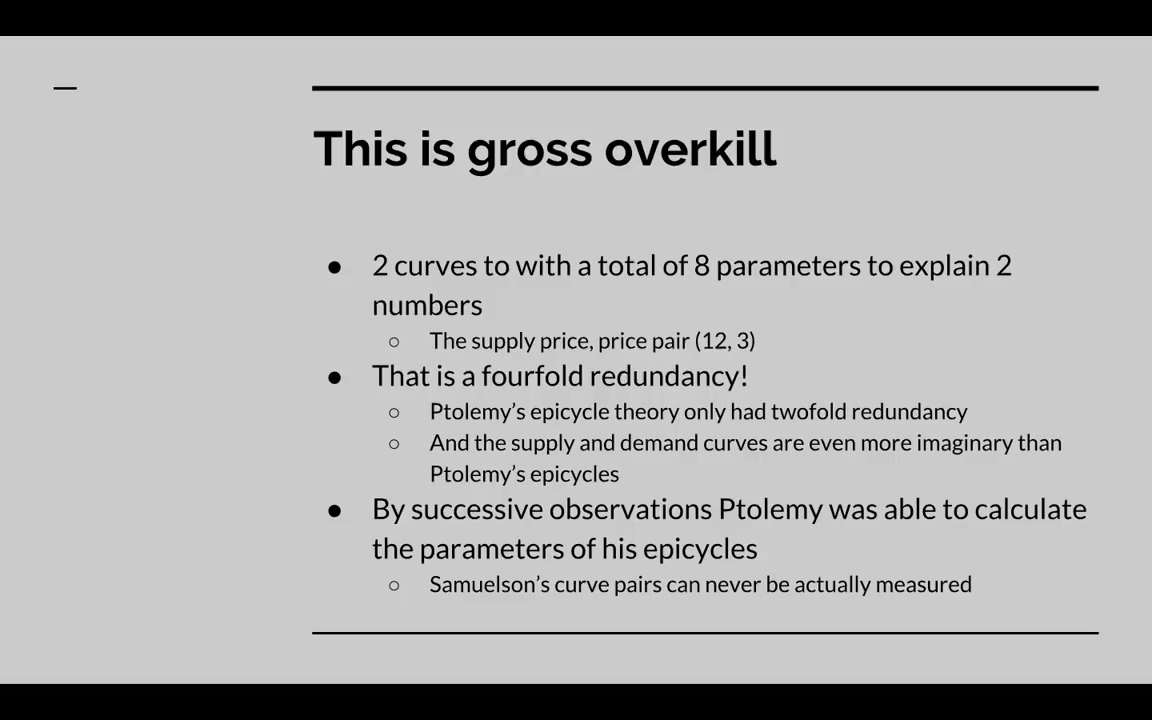 This is gross overkill
● 2 curves to with a total of 8 parameters to explain 2
numbers
○ The supply price, price pair (12, 3)
● That is a fourfold redundancy!
○ Ptolemy’s epicycle theory only had twofold redundancy
○ And the supply and demand curves are even more imaginary than
Ptolemy’s epicycles
● By successive observations Ptolemy was able to calculate
the parameters of his epicycles
○ Samuelson’s curve pairs can never be actually measured